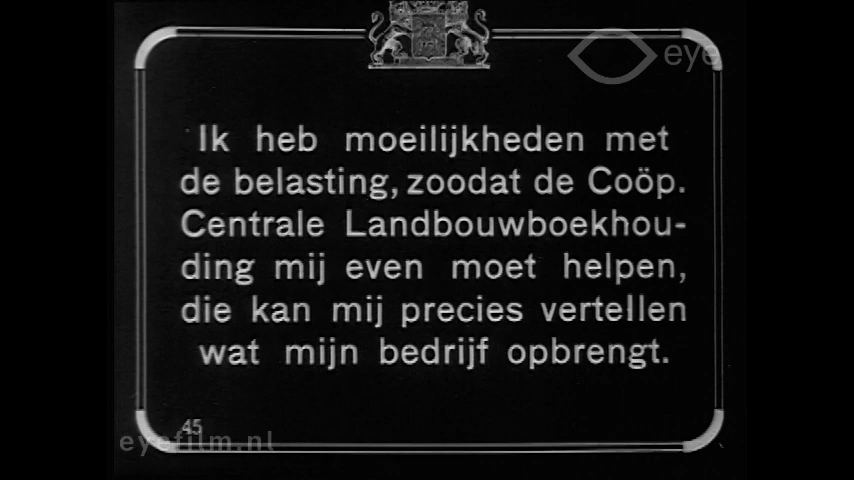 eye
Ik heb moeilijkheden met
de belasting, zoodat de Coöp.
Centrale Landbouwboekhou-
ding mij even moet helpen,
die kan mij precies vertellen
wat mijn bedrijf opbrengt.
45
eyefilm.nl